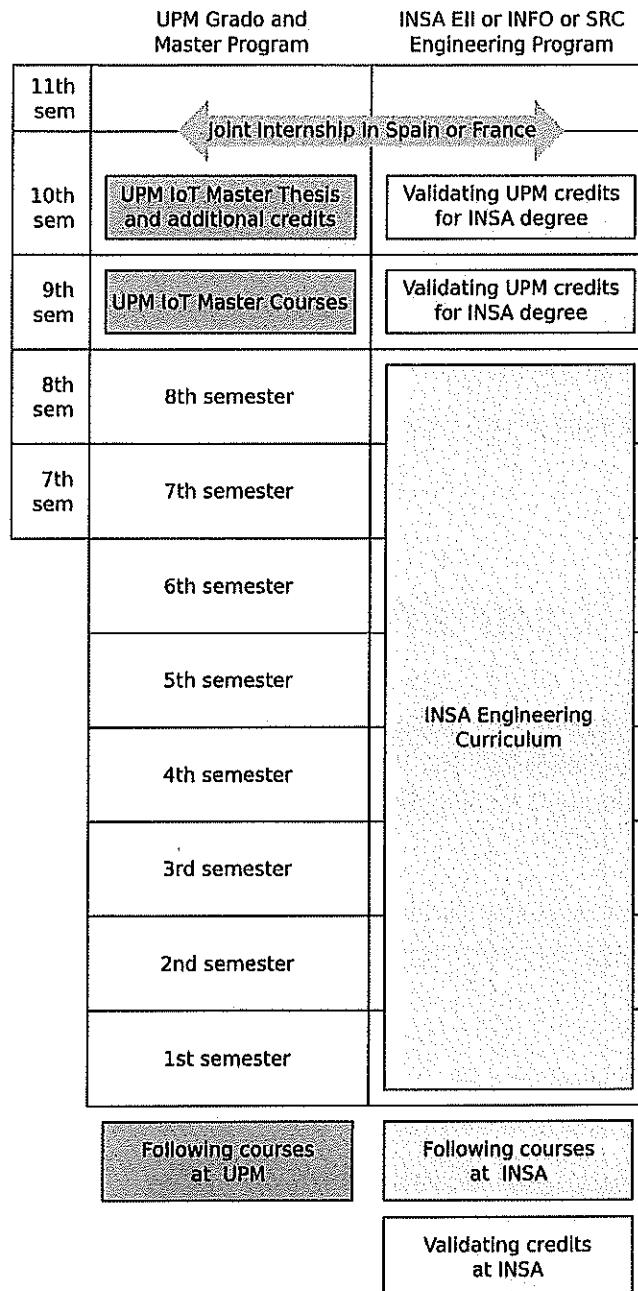 UPM Grado and
Master Program
INSA EII or INFO or SRC
Engineering Program
11th
sem
Joint Internship in Spain or France
10th
sem
UPM IoT Master Thesis
and additional credits
Validating UPM credits
for INSA degree
9th
sem
UPM IoT Master Courses
Validating UPM credits
for INSA degree
8th
sem
8th semester
7th
sem
7th semester
6th semester
5th semester
INSA Engineering
Curriculum
4th semester
3rd semester
2nd semester
1st semester
Following courses
at UPM
Following courses
at INSA
Validating credits
at INSA